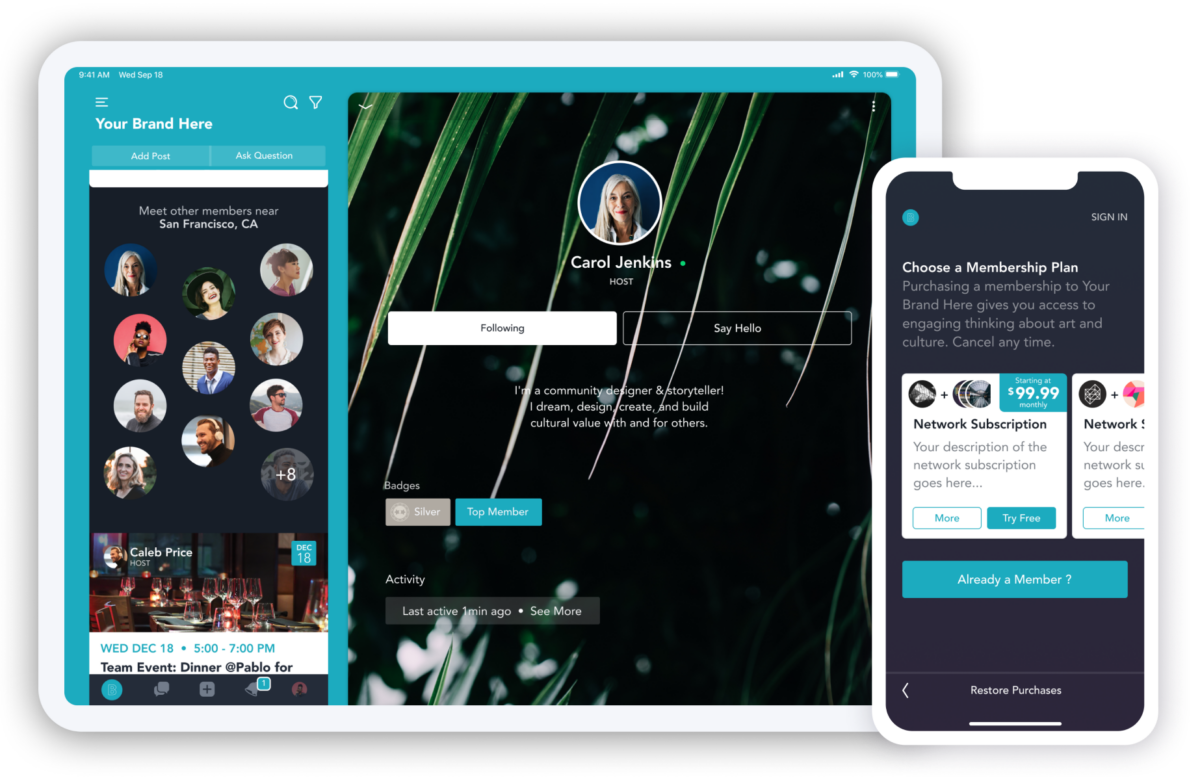 9:41 AM Wed Sep 18
100%
Your Brand Here
Add Post
Ask Question
Meet other members near
San Francisco, CA
+8
Caleb Price
HOST
DEC
18
WED DEC 18 • 5:00 - 7:00 PM
Team Event: Dinner @Pablo for
1
Carol Jenkins
HOST
Following
Say Hello
I'm a community designer & storyteller!
I dream, design, create, and build
cultural value with and for others.
Badges
Silver
Top Member
Activity
Last active 1min ago • See More
SIGN IN
Choose a Membership Plan
Purchasing a membership to Your
Brand Here gives you access to
engaging thinking about art and
culture. Cancel any time.
+
Starting at
$99.99
monthly
Network Subscription
Your description of the
network subscription
goes here...
More
Try Free
+
Network S
Your descr
network su
goes here...
More
Already a Member ?
Restore Purchases